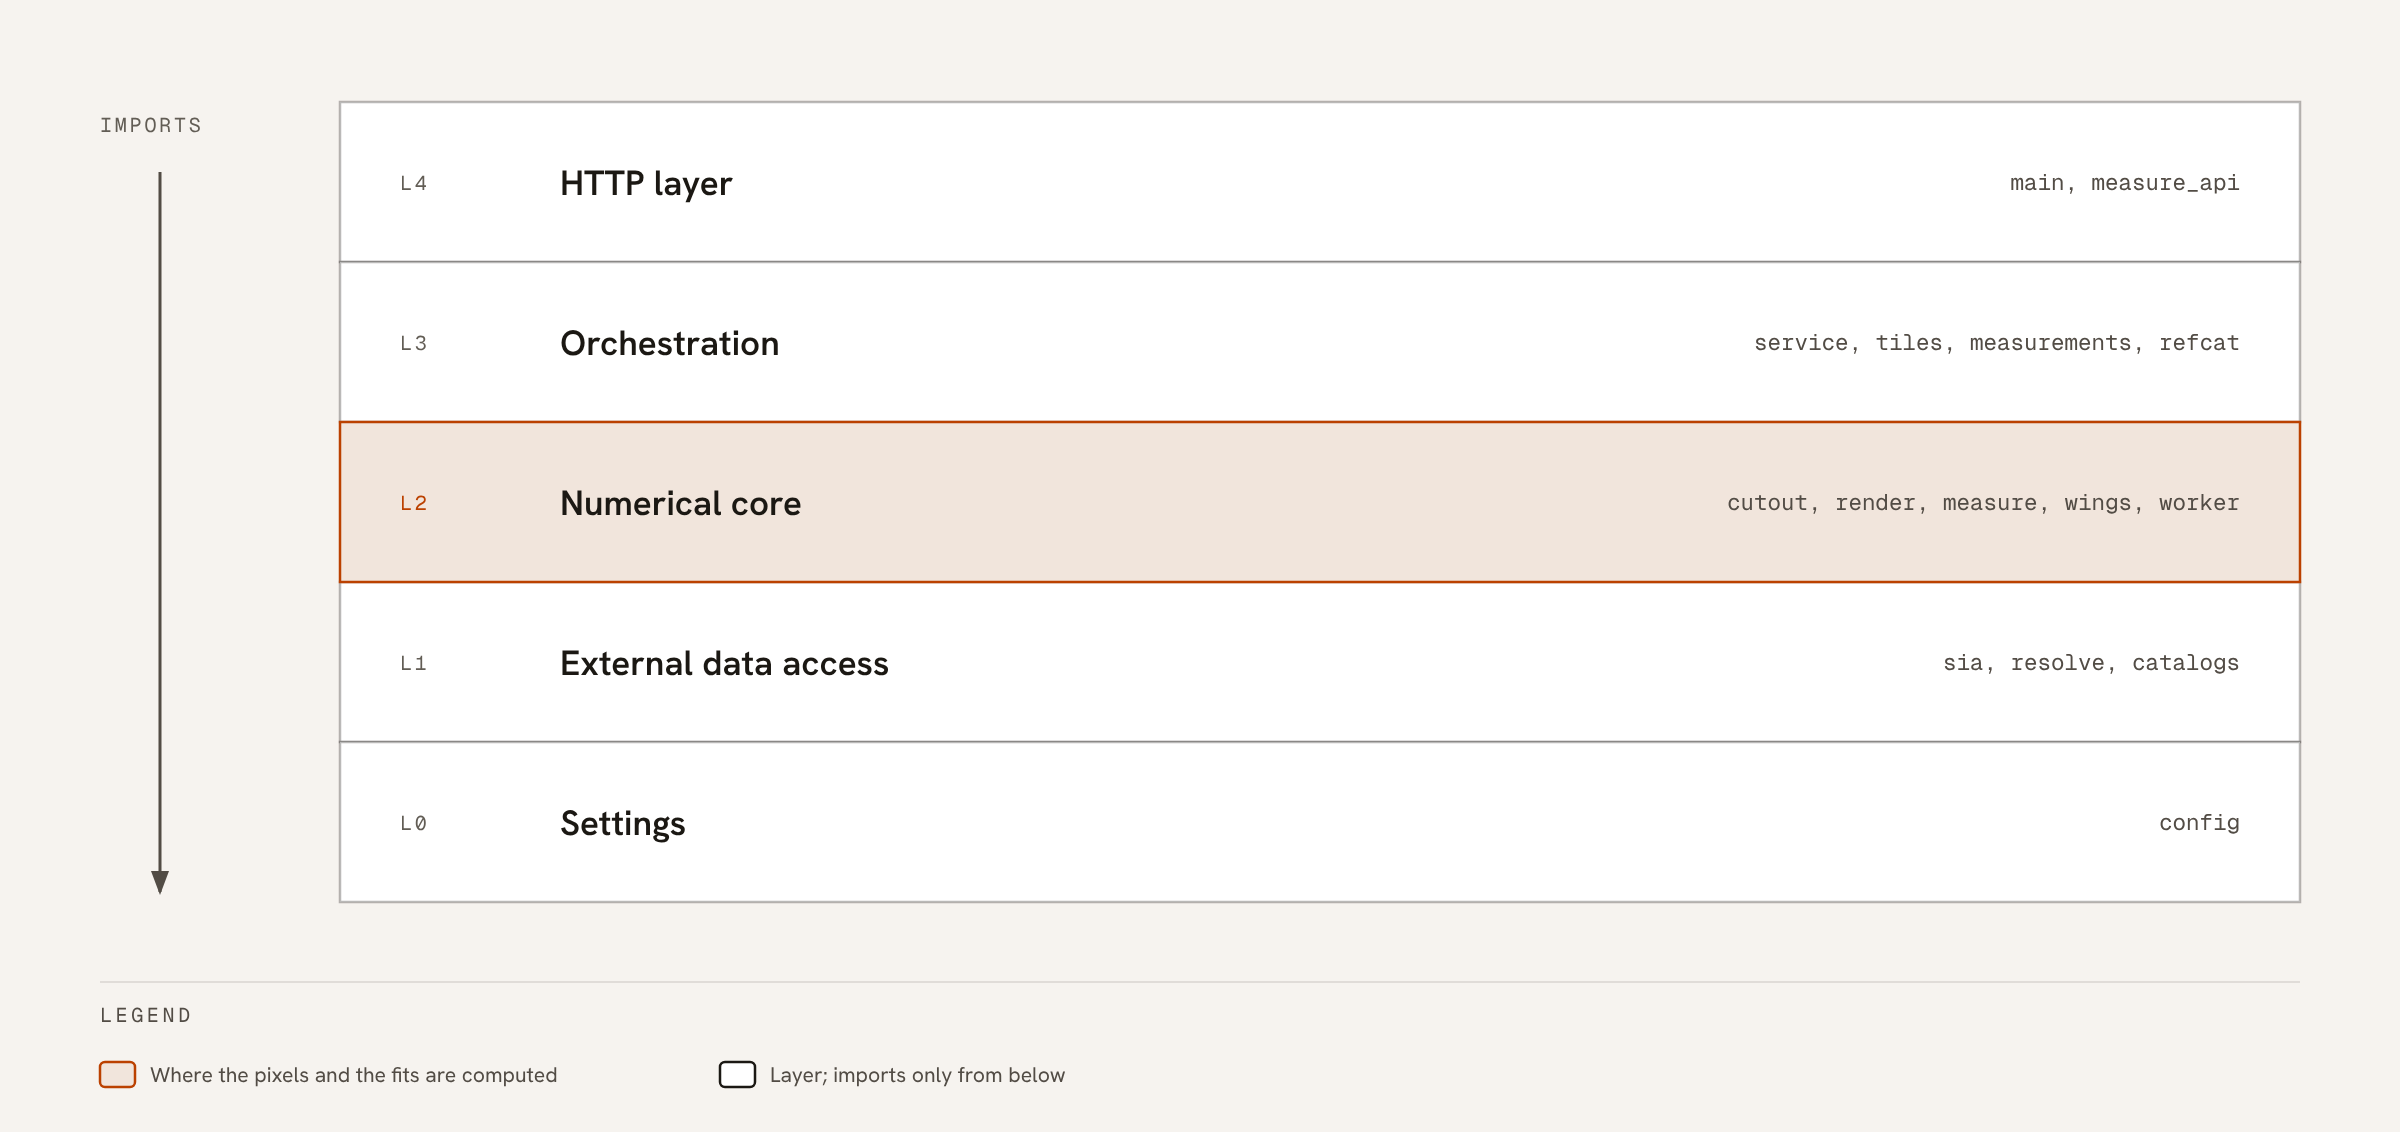 IMPORTS
L4 HTTP layer main, measure_api
L3 Orchestration service, tiles, measurements, refcat
L2 Numerical core cutout, render, measure, wings, worker
L1 External data access sia, resolve, catalogs
L0 Settings config
LEGEND
Where the pixels and the fits are computed
Layer; imports only from below